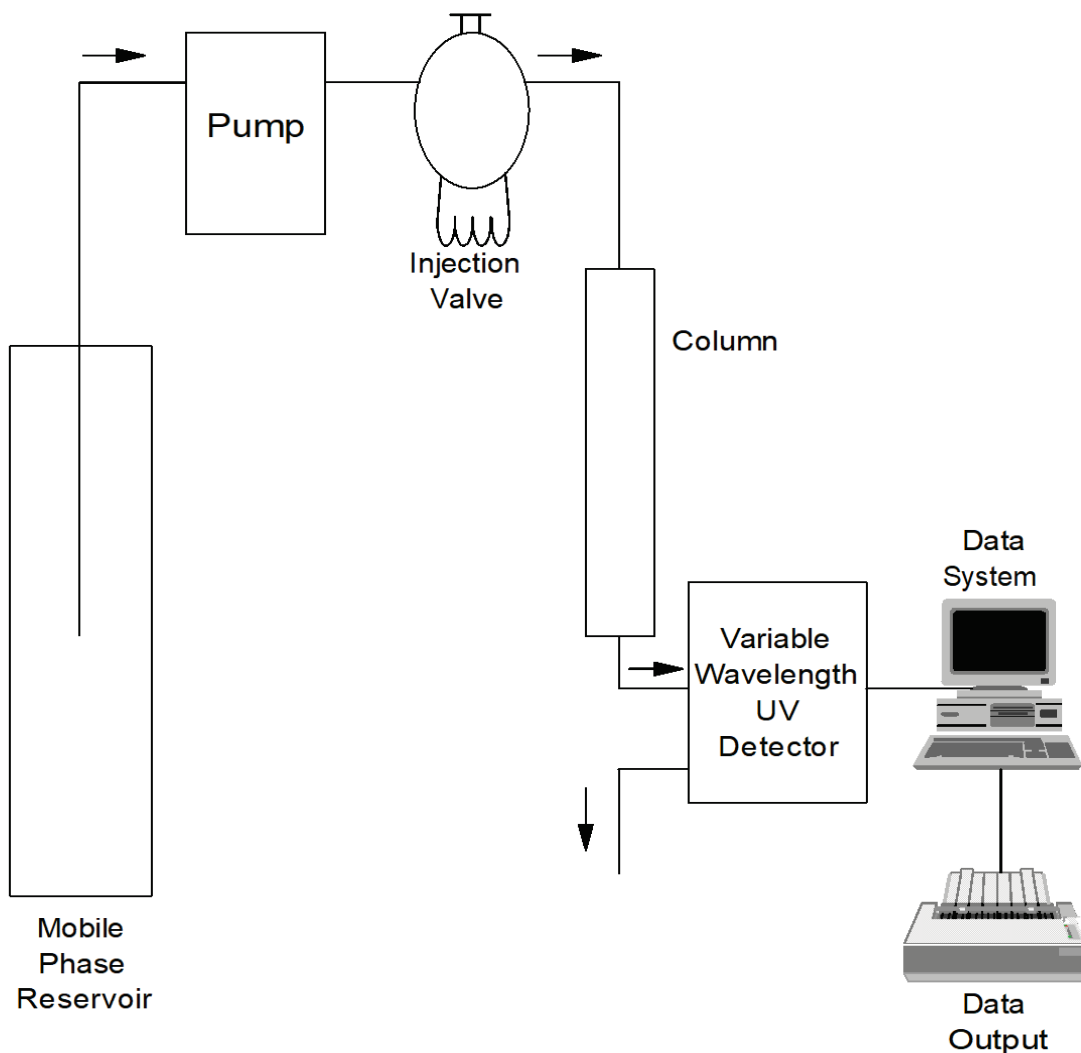 Pump
Injection
Valve
Column
Variable
Wavelength
UV
Detector
Data
System
Mobile
Phase
Reservoir
Data
Output